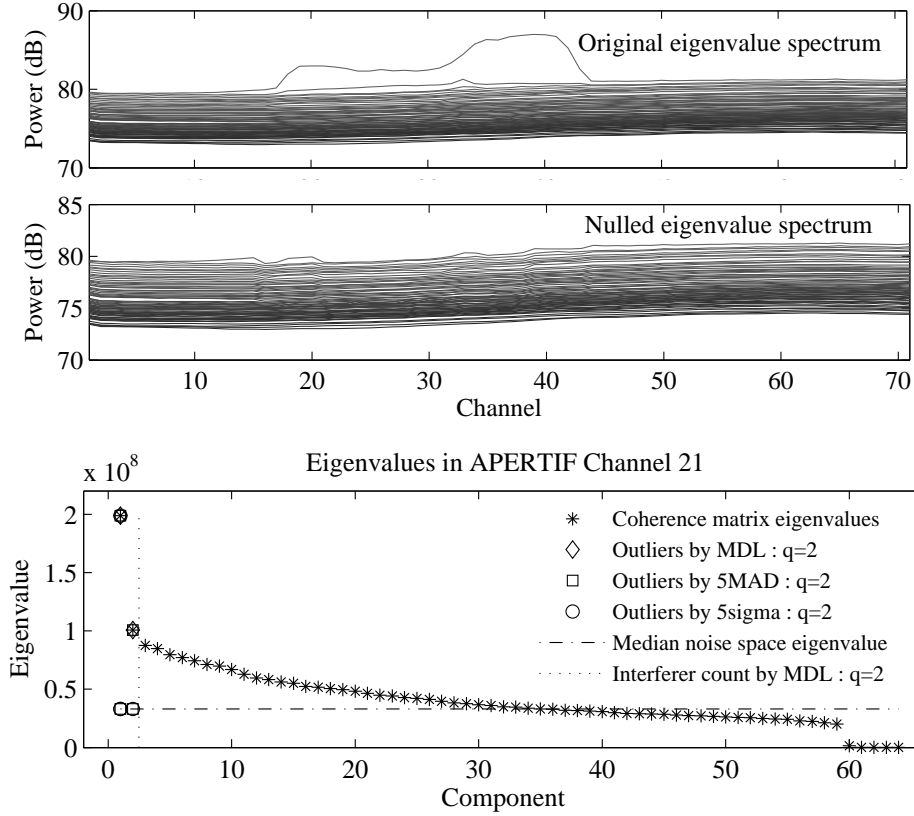 90
80
70
Power (dB)
Original eigenvalue spectrum
85
80
75
70
Power (dB)
Nulled eigenvalue spectrum
10 20 30 40 50 60 70
Channel
x 10^8
Eigenvalues in APERTIF Channel 21
2
1.5
1
0.5
0
Eigenvalue
Coherence matrix eigenvalues
Outliers by MDL : q=2
Outliers by 5MAD : q=2
Outliers by 5sigma : q=2
Median noise space eigenvalue
Interferer count by MDL : q=2
0 10 20 30 40 50 60
Component